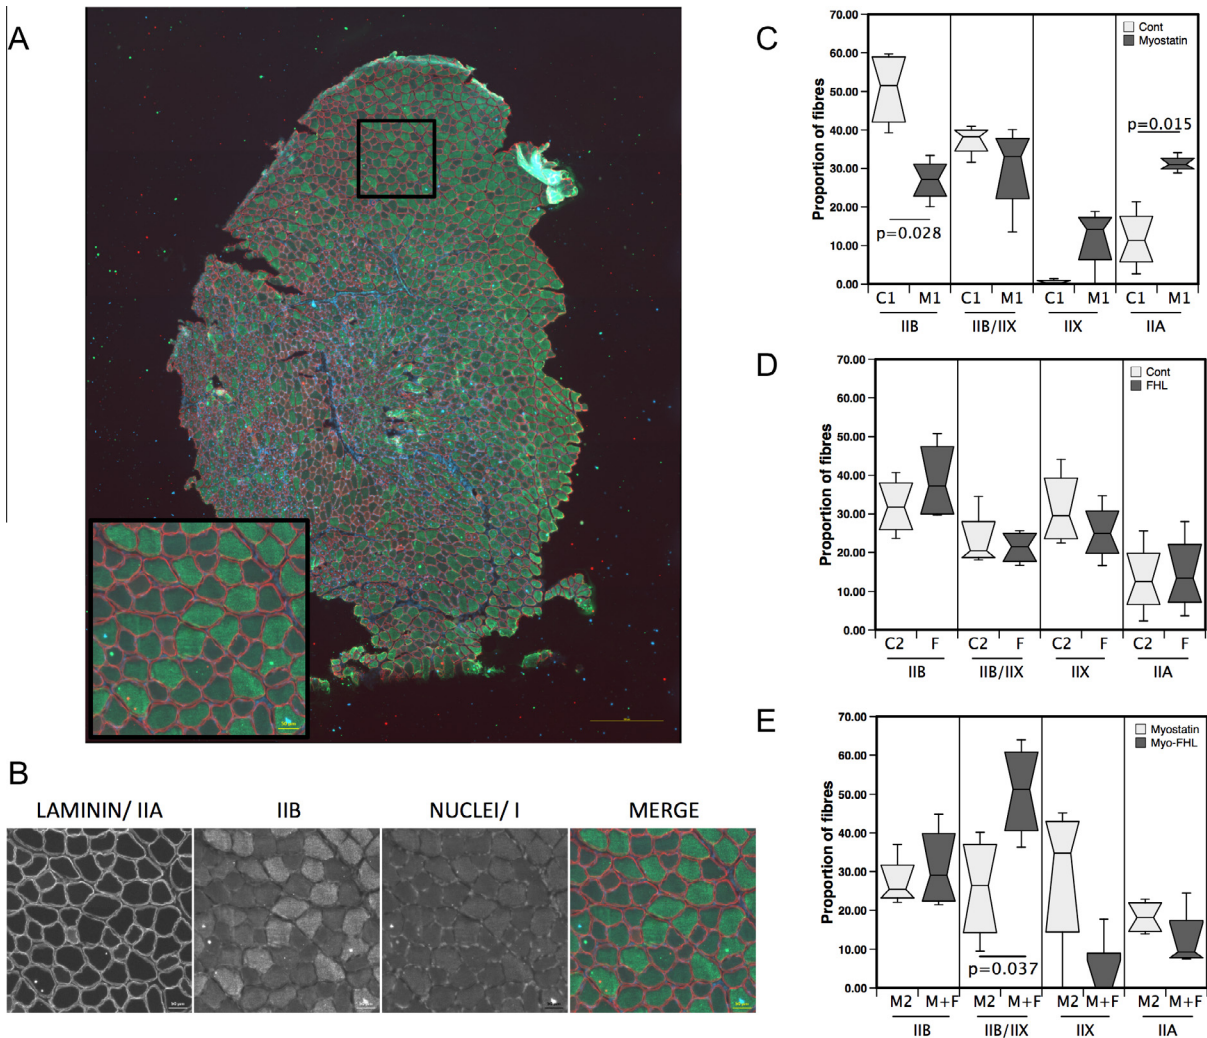 A
B
LAMININ/ IIA
IIB
NUCLEI/ I
MERGE
C
Proportion of fibres
70.00
60.00
50.00
40.00
30.00
20.00
10.00
0.00
Cont
Myostatin
p=0.028
p=0.015
C1 M1 C1 M1 C1 M1 C1 M1
IIB IIB/IIX IIX IIA
D
Proportion of fibres
70.00
60.00
50.00
40.00
30.00
20.00
10.00
0.00
Cont
FHL
C2 F C2 F C2 F C2 F
IIB IIB/IIX IIX IIA
E
Proportion of fibres
70.00
60.00
50.00
40.00
30.00
20.00
10.00
0.00
Myostatin
Myo-FHL
p=0.037
M2 M+F M2 M+F M2 M+F M2 M+F
IIB IIB/IIX IIX IIA